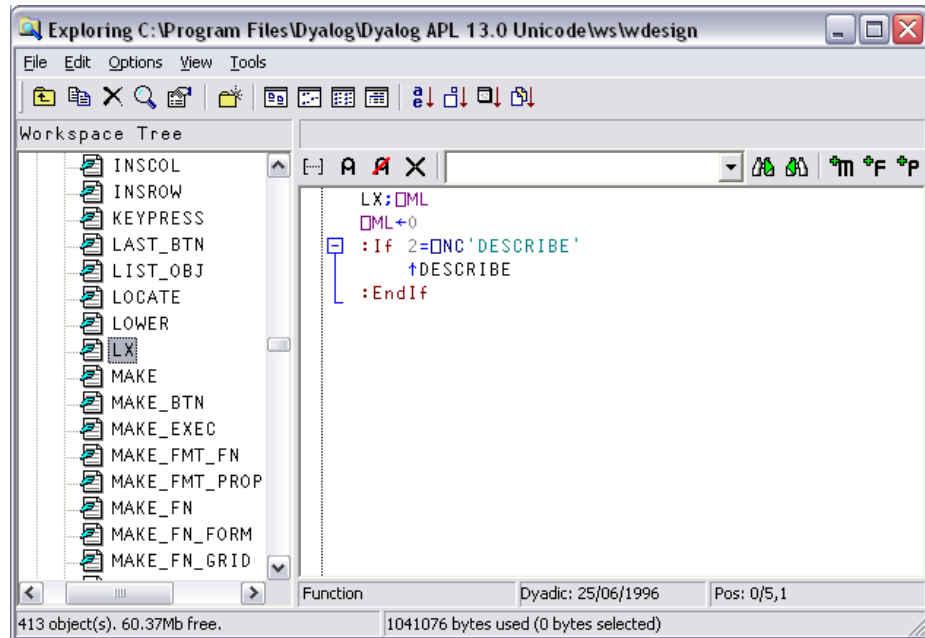 Exploring C:\Program Files\Dyalog\Dyalog APL 13.0 Unicode\ws\wdesign
File Edit Options View Tools
Workspace Tree
INSCOL
INSROW
KEYPRESS
LAST_BTN
LIST_OBJ
LOCATE
LOWER
LX
MAKE
MAKE_BTN
MAKE_EXEC
MAKE_FMT_FN
MAKE_FMT_PROP
MAKE_FN
MAKE_FN_FORM
MAKE_FN_GRID
LX;⎕ML
⎕ML←0
:If 2=⎕NC'DESCRIBE'
↑DESCRIBE
:EndIf
Function Dyadic: 25/06/1996 Pos: 0/5,1
413 object(s). 60.37Mb free. 1041076 bytes used (0 bytes selected)